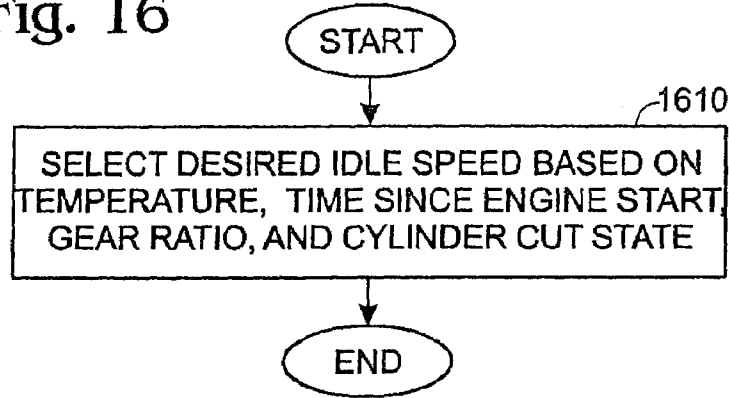 Fig. 16
START
1610
SELECT DESIRED IDLE SPEED BASED ON
TEMPERATURE, TIME SINCE ENGINE START,
GEAR RATIO, AND CYLINDER CUT STATE
END